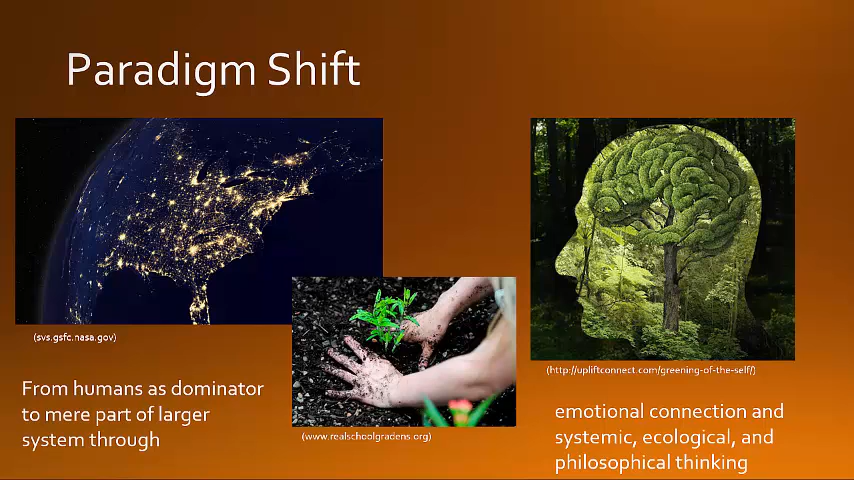 Paradigm Shift
(svs.gsfc.nasa.gov)
From humans as dominator
to mere part of larger
system through
(www.realschoolgradens.org)
(http://upliftconnect.com/greening-of-the-self/)
emotional connection and
systemic, ecological, and
philosophical thinking